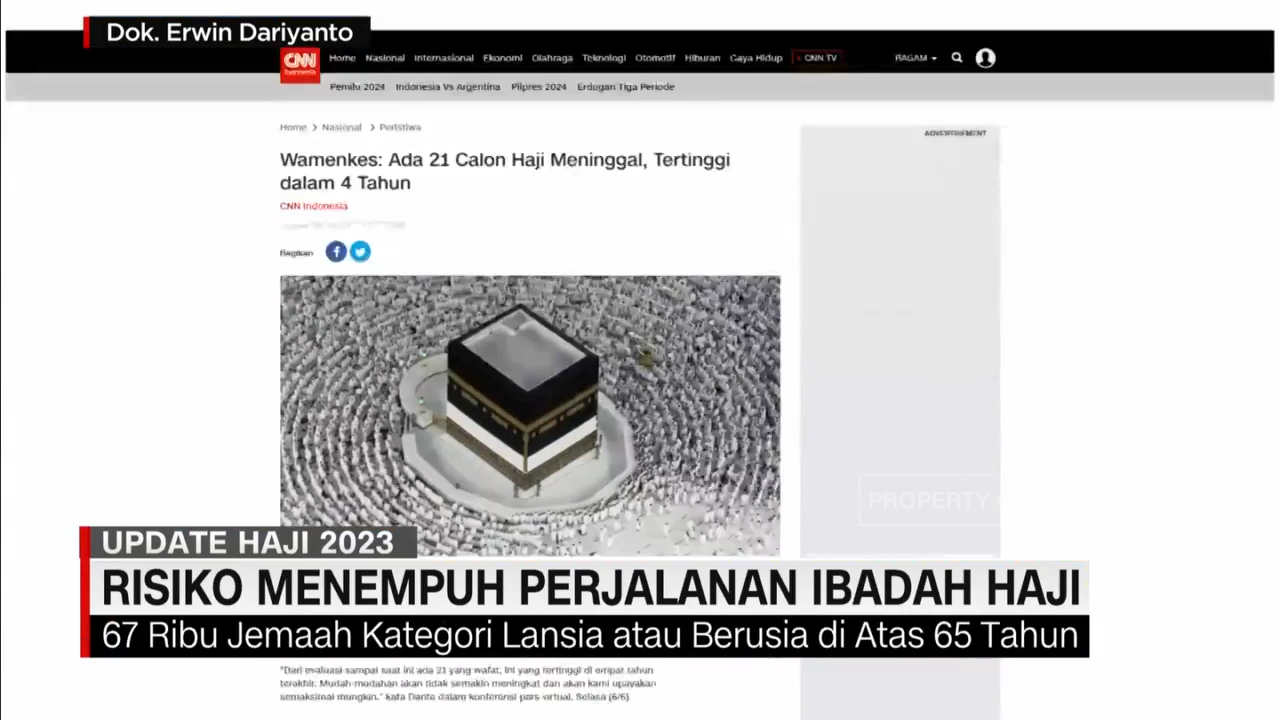 Dok. Erwin Dariyanto
CNN
Indonesia
Home Nasional Internasional Ekonomi Olahraga Teknologi Otomotif Hiburan Gaya Hidup CNN TV RAGAM
Pemilu 2024 Indonesia Vs Argentina Pilpres 2024 Erdogan Tiga Periode
Home > Nasional > Peristiwa
ADVERTISEMENT
Wamenkes: Ada 21 Calon Haji Meninggal, Tertinggi
dalam 4 Tahun
CNN Indonesia
Bagikan
PROPERTY
UPDATE HAJI 2023
RISIKO MENEMPUH PERJALANAN IBADAH HAJI
67 Ribu Jemaah Kategori Lansia atau Berusia di Atas 65 Tahun
"Dari evaluasi sampai saat ini ada 21 yang wafat. Ini yang tertinggi di empat tahun
terakhir. Mudah-mudahan akan tidak semakin meningkat dan akan kami upayakan
semaksimal mungkin," kata Dante dalam konferensi pers virtual, Selasa (6/6)